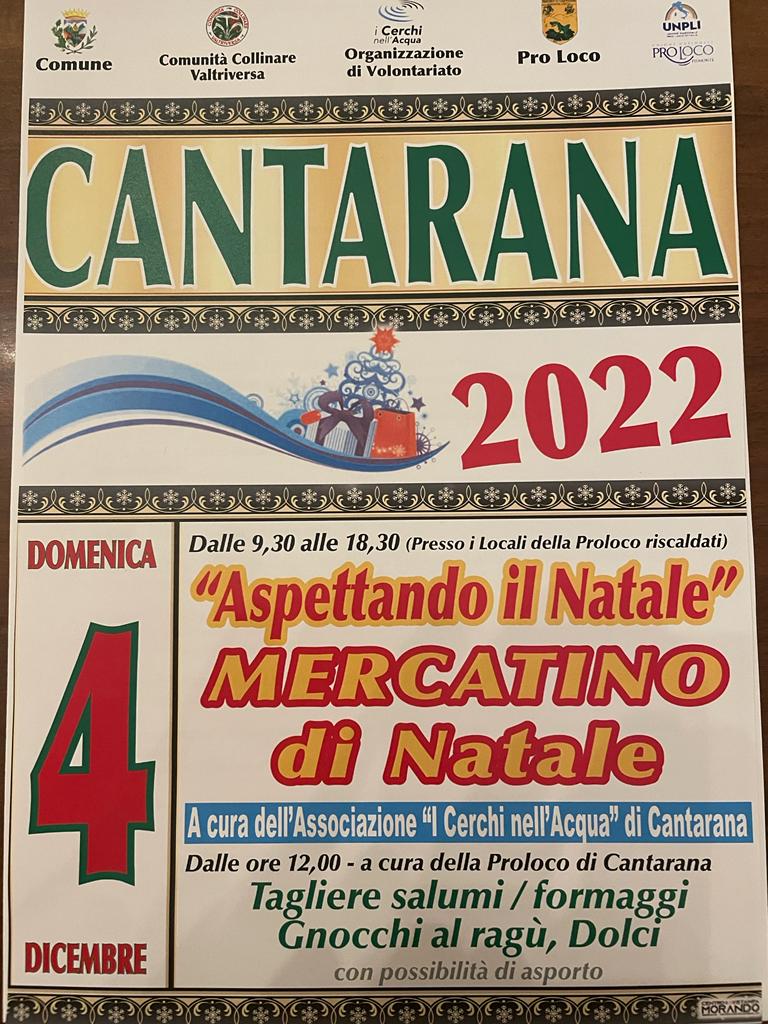 Comune
Comunità Collinare
Valtriversa
i Cerchi
nell'Acqua
Organizzazione
di Volontariato
Pro Loco
UNPLI
PRO LOCO
PIEMONTE
CANTARANA
2022
DOMENICA
4
DICEMBRE
Dalle 9,30 alle 18,30 (Presso i Locali della Proloco riscaldati)
"Aspettando il Natale"
MERCATINO
di Natale
A cura dell'Associazione "I Cerchi nell'Acqua" di Cantarana
Dalle ore 12,00 - a cura della Proloco di Cantarana
Tagliere salumi / formaggi
Gnocchi al ragù, Dolci
con possibilità di asporto
MORANDO